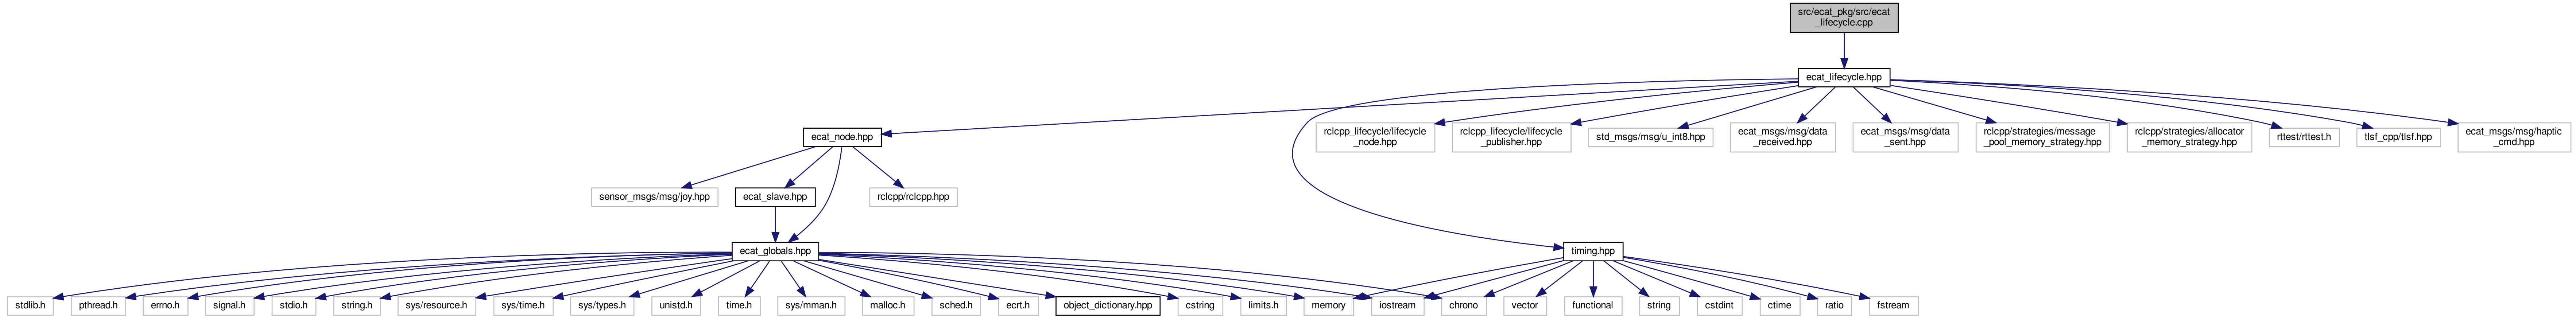 src/ecat_pkg/src/ecat
_lifecycle.cpp
ecat_lifecycle.hpp
ecat_node.hpp
rclcpp_lifecycle/lifecycle
_node.hpp
rclcpp_lifecycle/lifecycle
_publisher.hpp
std_msgs/msg/u_int8.hpp
ecat_msgs/msg/data
_received.hpp
ecat_msgs/msg/data
_sent.hpp
rclcpp/strategies/message
_pool_memory_strategy.hpp
rclcpp/strategies/allocator
_memory_strategy.hpp
rttest/rttest.h
tlsf_cpp/tlsf.hpp
ecat_msgs/msg/haptic
_cmd.hpp
sensor_msgs/msg/joy.hpp
ecat_slave.hpp
rclcpp/rclcpp.hpp
ecat_globals.hpp
timing.hpp
stdlib.h
pthread.h
errno.h
signal.h
stdio.h
string.h
sys/resource.h
sys/time.h
sys/types.h
unistd.h
time.h
sys/mman.h
malloc.h
sched.h
ecrt.h
object_dictionary.hpp
cstring
limits.h
memory
iostream
chrono
vector
functional
string
cstdint
ctime
ratio
fstream